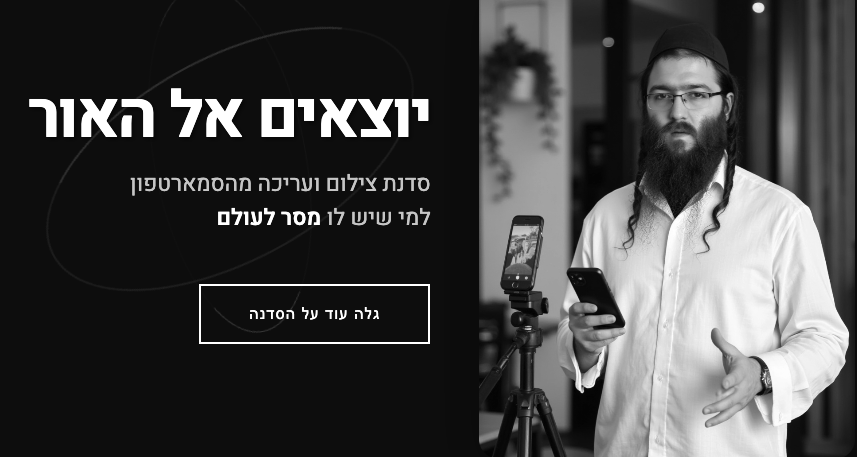 יוצאים אל האור
סדנת צילום ועריכה מהסמארטפון
למי שיש לו מסר לעולם
גלה עוד על הסדנה